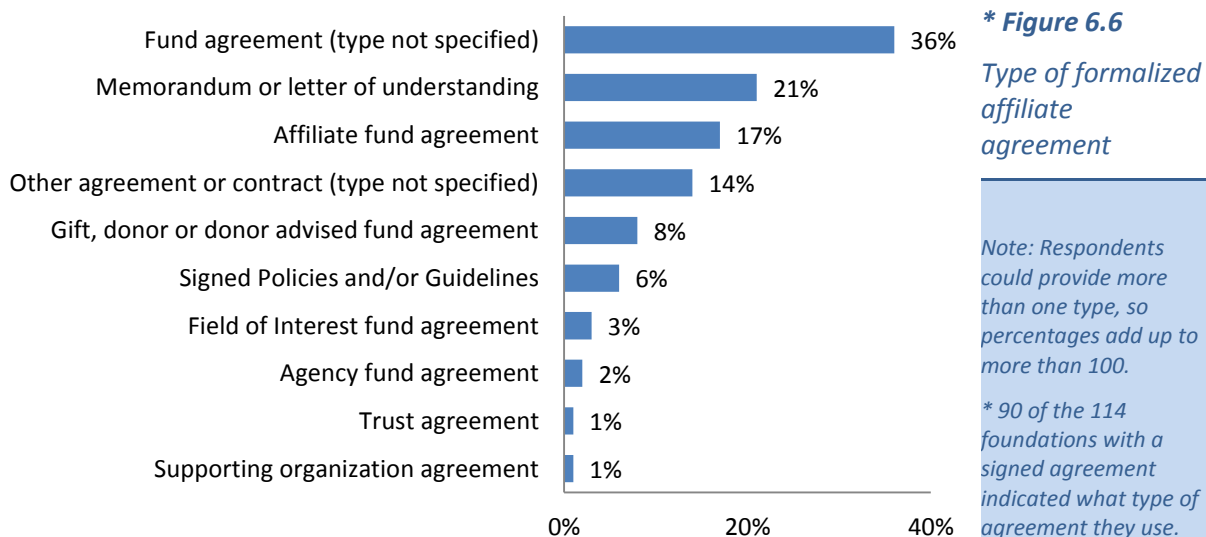 Fund agreement (type not specified) 36%
Memorandum or letter of understanding 21%
Affiliate fund agreement 17%
Other agreement or contract (type not specified) 14%
Gift, donor or donor advised fund agreement 8%
Signed Policies and/or Guidelines 6%
Field of Interest fund agreement 3%
Agency fund agreement 2%
Trust agreement 1%
Supporting organization agreement 1%
0% 20% 40%
* Figure 6.6
Type of formalized
affiliate
agreement
Note: Respondents
could provide more
than one type, so
percentages add up to
more than 100.
* 90 of the 114
foundations with a
signed agreement
indicated what type of
agreement they use.